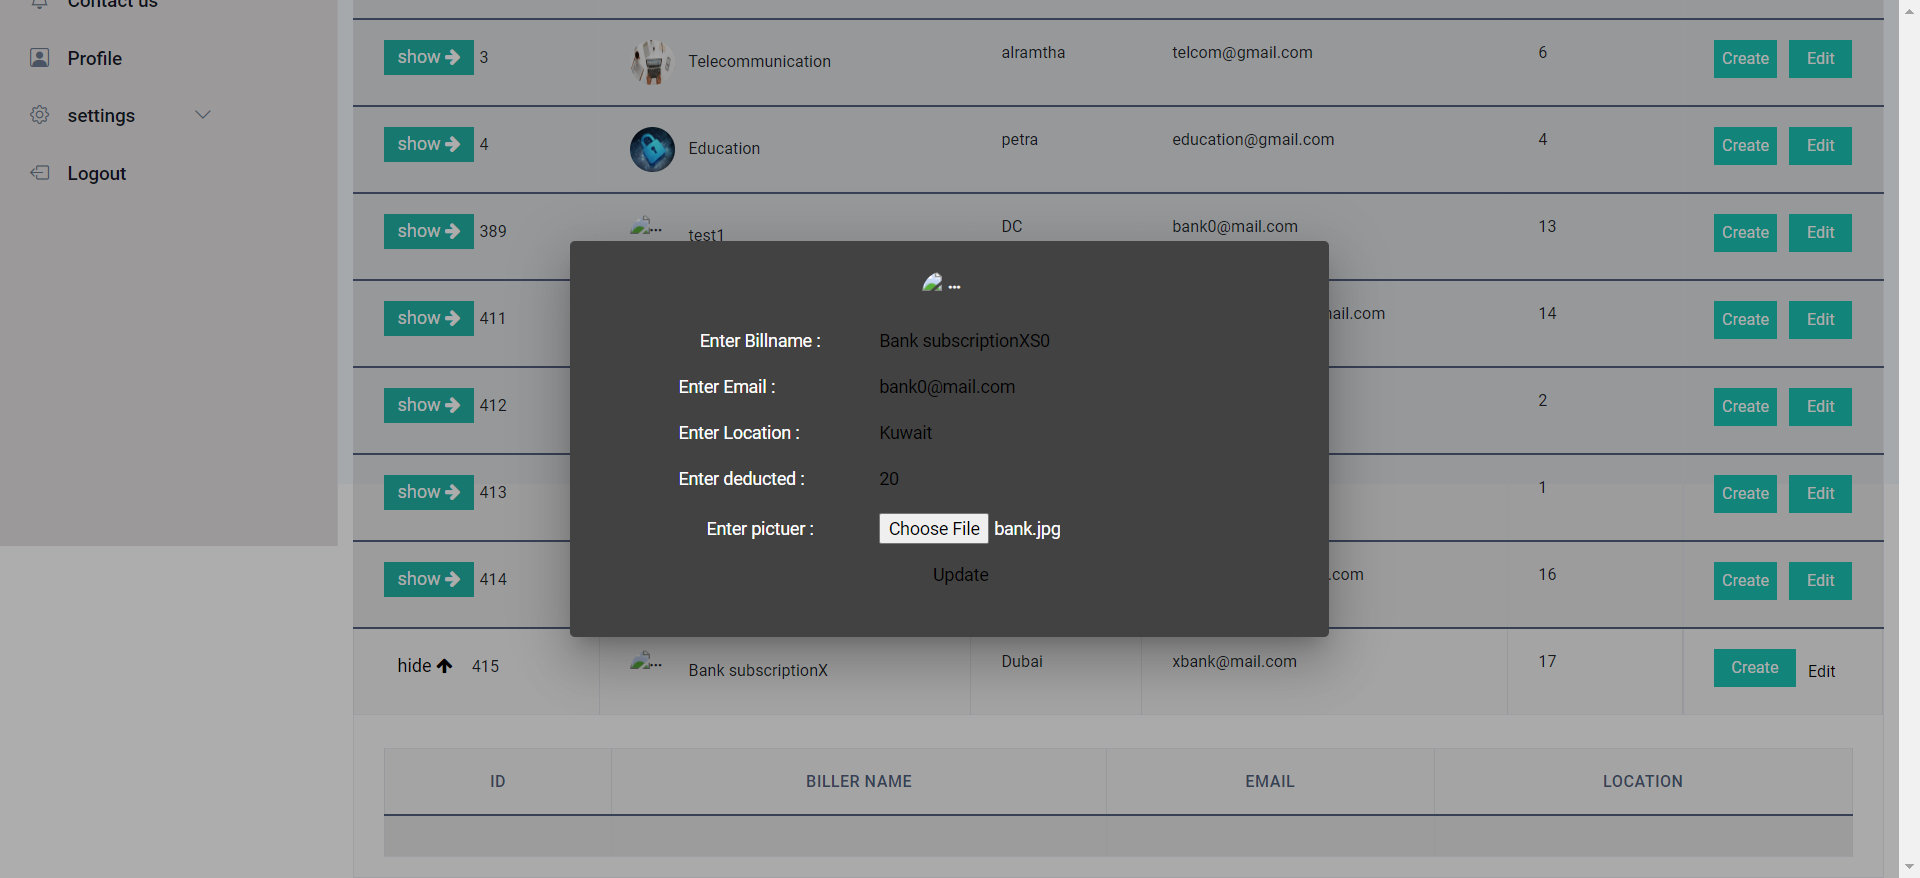 Contact us
Profile
settings
Logout
show 3 Telecommunication alramtha telcom@gmail.com 6 Create Edit
show 4 Education petra education@gmail.com 4 Create Edit
show 389 ... test1 DC bank0@mail.com 13 Create Edit
show 411 ail.com 14 Create Edit
show 412 2 Create Edit
show 413 1 Create Edit
show 414 .com 16 Create Edit
...
Enter Billname : Bank subscriptionXS0
Enter Email : bank0@mail.com
Enter Location : Kuwait
Enter deducted : 20
Enter pictuer : Choose File bank.jpg
Update
hide 415 ... Bank subscriptionX Dubai xbank@mail.com 17 Create Edit
ID BILLER NAME EMAIL LOCATION